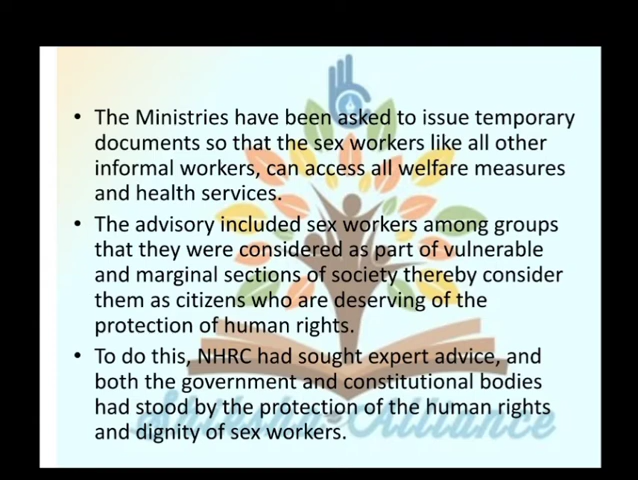 • The Ministries have been asked to issue temporary
documents so that the sex workers like all other
informal workers, can access all welfare measures
and health services.
• The advisory included sex workers among groups
that they were considered as part of vulnerable
and marginal sections of society thereby consider
them as citizens who are deserving of the
protection of human rights.
• To do this, NHRC had sought expert advice, and
both the government and constitutional bodies
had stood by the protection of the human rights
and dignity of sex workers.
Alliance